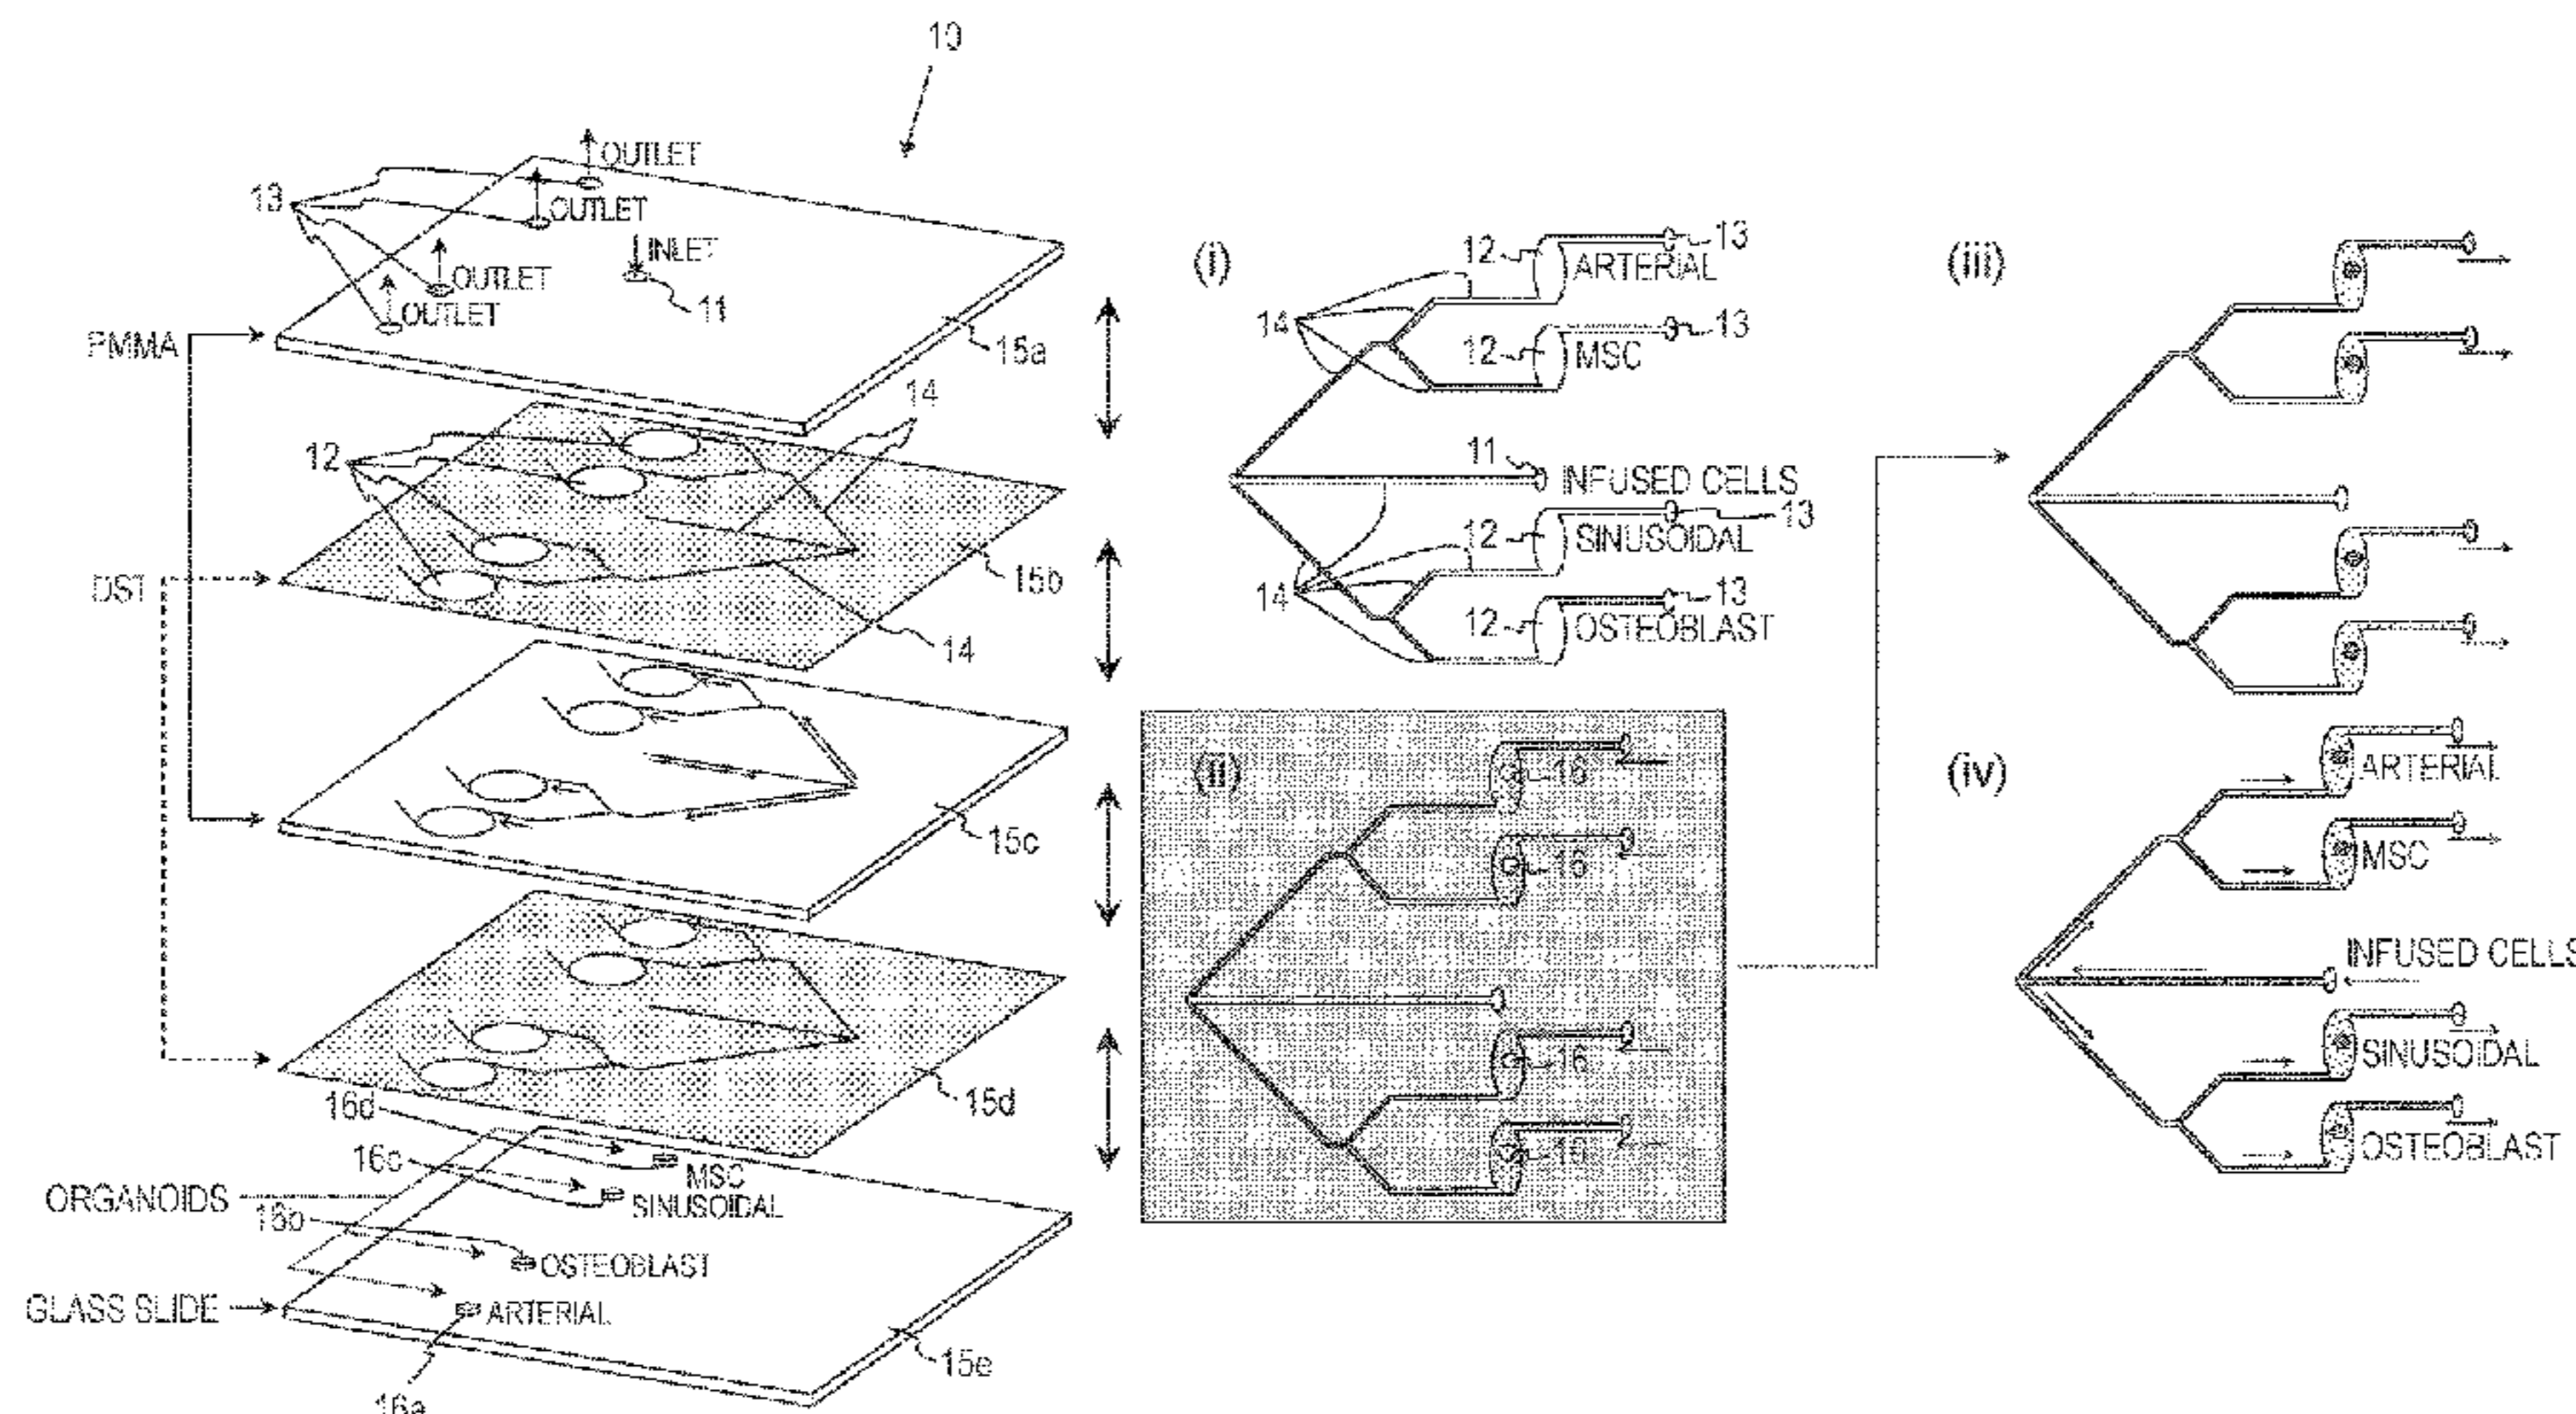 10
OUTLET
13
OUTLET
INLET
OUTLET
11
OUTLET
PMMA
15a
14
12
DST
15b
14
15c
15d
16d
16c
MSC
ORGANOIDS
SINUSOIDAL
16b
OSTEOBLAST
GLASS SLIDE
ARTERIAL
15e
16a
(i)
12
13
ARTERIAL
14
13
12
MSC
11
INFUSED CELLS
12
13
SINUSOIDAL
14
13
12
OSTEOBLAST
(ii)
16
16
16
16
(iii)
(iv)
ARTERIAL
MSC
INFUSED CELLS
SINUSOIDAL
OSTEOBLAST